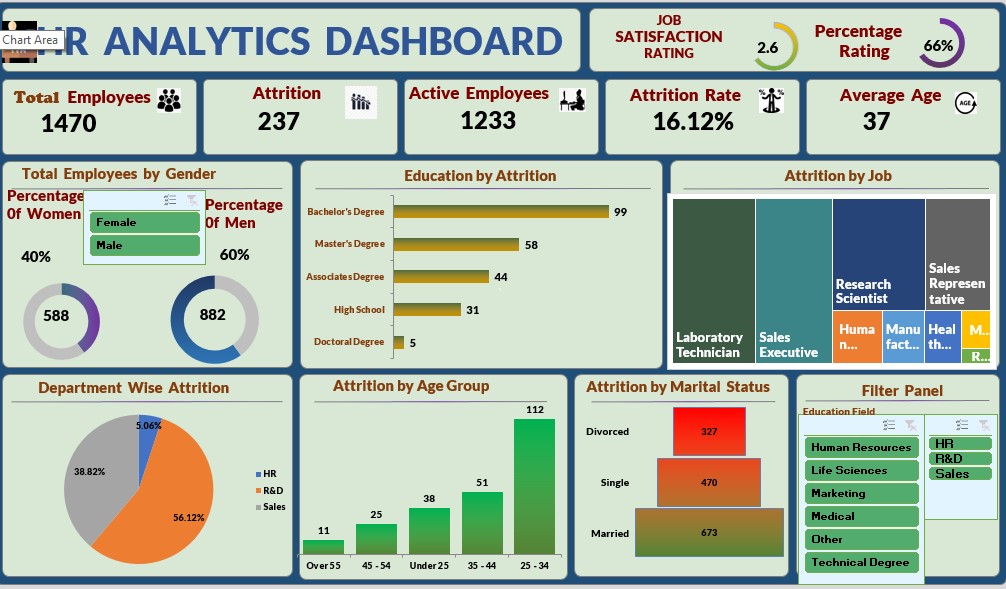 HR ANALYTICS DASHBOARD
Chart Area
JOB
SATISFACTION
RATING
2.6
Percentage
Rating
66%
Total Employees
1470
Attrition
237
Active Employees
1233
Attrition Rate
16.12%
Average Age
37
AGE
Total Employees by Gender
Percentage
0f Women
40%
588
Female
Male
Percentage
0f Men
60%
882
Education by Attrition
Bachelor's Degree 99
Master's Degree 58
Associates Degree 44
High School 31
Doctoral Degree 5
Attrition by Job
Laboratory
Technician
Sales
Executive
Research
Scientist
Sales
Represen
tative
Huma
n...
Manu
fact...
Heal
th...
M...
R...
Department Wise Attrition
5.06%
38.82%
56.12%
HR
R&D
Sales
Attrition by Age Group
11
25
38
51
112
Over 55
45 - 54
Under 25
35 - 44
25 - 34
Attrition by Marital Status
Divorced 327
Single 470
Married 673
Filter Panel
Education Field
Human Resources
Life Sciences
Marketing
Medical
Other
Technical Degree
HR
R&D
Sales